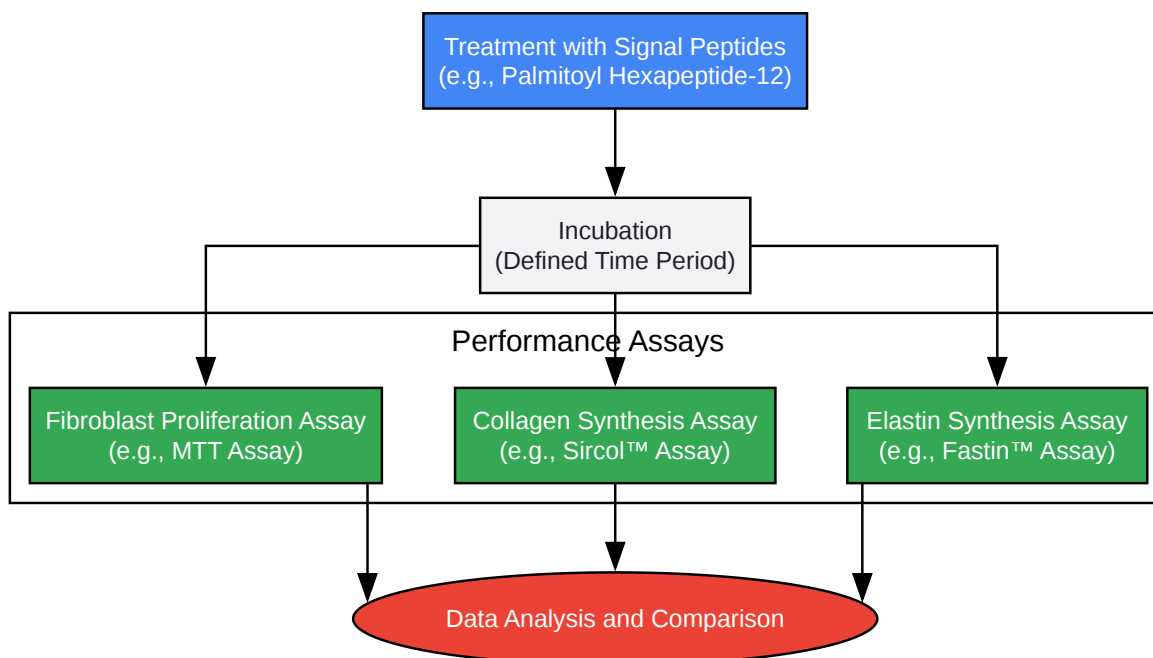 Treatment with Signal Peptides
(e.g., Palmitoyl Hexapeptide-12)
Incubation
(Defined Time Period)
Performance Assays
Fibroblast Proliferation Assay
(e.g., MTT Assay)
Collagen Synthesis Assay
(e.g., Sircol™ Assay)
Elastin Synthesis Assay
(e.g., Fastin™ Assay)
Data Analysis and Comparison